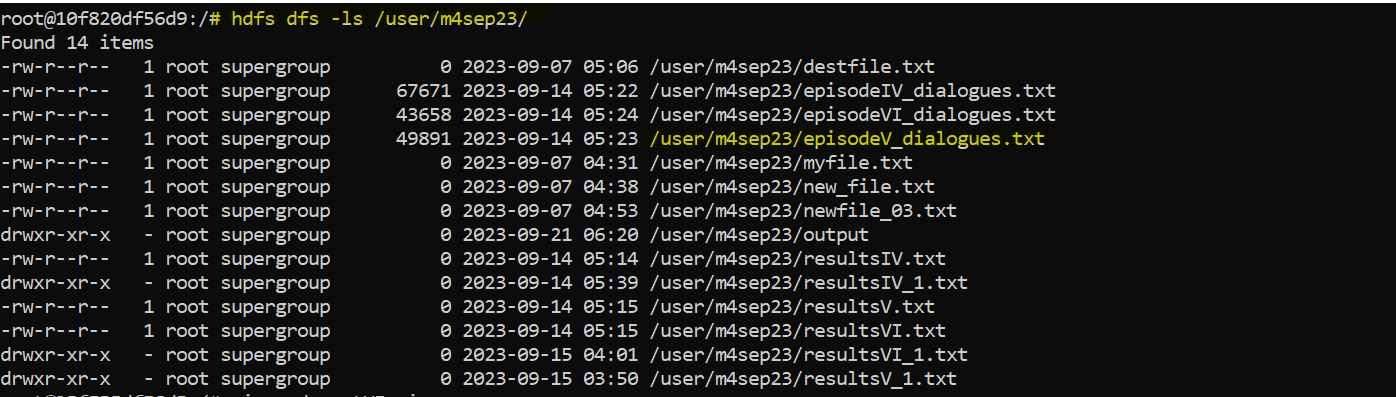 root@10f820df56d9:/# hdfs dfs -ls /user/m4sep23/
Found 14 items
-rw-r--r--   1 root supergroup          0 2023-09-07 05:06 /user/m4sep23/destfile.txt
-rw-r--r--   1 root supergroup      67671 2023-09-14 05:22 /user/m4sep23/episodeIV_dialogues.txt
-rw-r--r--   1 root supergroup      43658 2023-09-14 05:24 /user/m4sep23/episodeVI_dialogues.txt
-rw-r--r--   1 root supergroup      49891 2023-09-14 05:23 /user/m4sep23/episodeV_dialogues.txt
-rw-r--r--   1 root supergroup          0 2023-09-07 04:31 /user/m4sep23/myfile.txt
-rw-r--r--   1 root supergroup          0 2023-09-07 04:38 /user/m4sep23/new_file.txt
-rw-r--r--   1 root supergroup          0 2023-09-07 04:53 /user/m4sep23/newfile_03.txt
drwxr-xr-x   - root supergroup          0 2023-09-21 06:20 /user/m4sep23/output
-rw-r--r--   1 root supergroup          0 2023-09-14 05:14 /user/m4sep23/resultsIV.txt
drwxr-xr-x   - root supergroup          0 2023-09-14 05:39 /user/m4sep23/resultsIV_1.txt
-rw-r--r--   1 root supergroup          0 2023-09-14 05:15 /user/m4sep23/resultsV.txt
-rw-r--r--   1 root supergroup          0 2023-09-14 05:15 /user/m4sep23/resultsVI.txt
drwxr-xr-x   - root supergroup          0 2023-09-15 04:01 /user/m4sep23/resultsVI_1.txt
drwxr-xr-x   - root supergroup          0 2023-09-15 03:50 /user/m4sep23/resultsV_1.txt